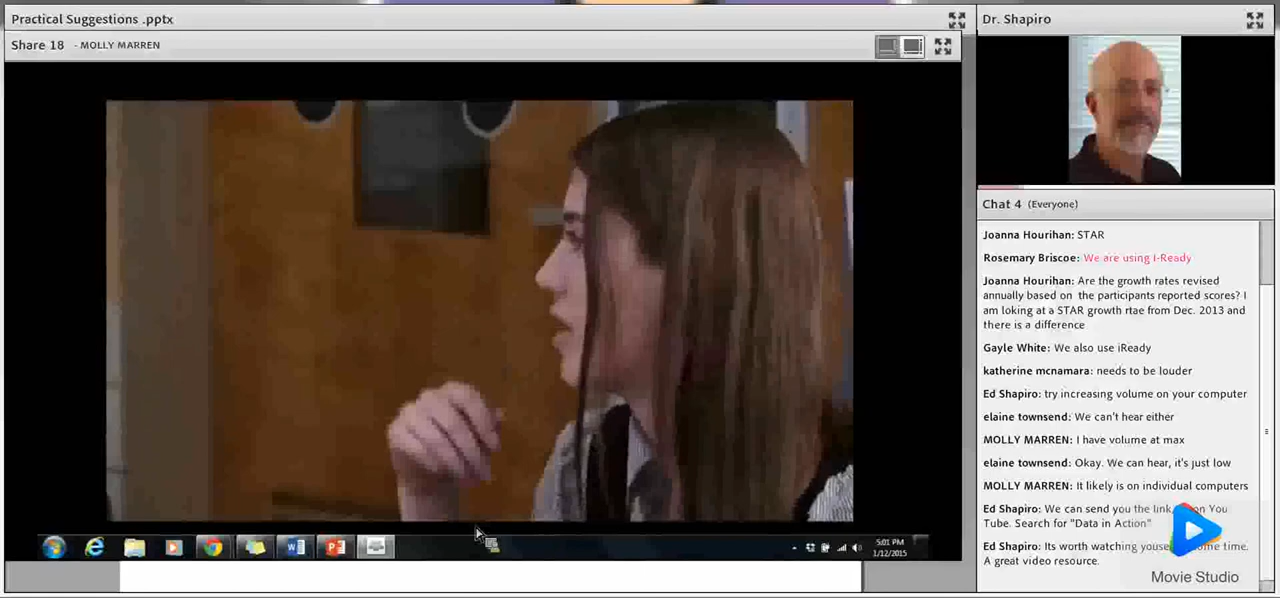 Practical Suggestions .pptx
Share 18 - MOLLY MARREN
5:01 PM
1/12/2015
Dr. Shapiro
Chat 4 (Everyone)
Joanna Hourihan: STAR
Rosemary Briscoe: We are using I-Ready
Joanna Hourihan: Are the growth rates revised
annually based on the participants reported scores? I
am loking at a STAR growth rtae from Dec. 2013 and
there is a difference
Gayle White: We also use iReady
katherine mcnamara: needs to be louder
Ed Shapiro: try increasing volume on your computer
elaine townsend: We can't hear either
MOLLY MARREN: I have volume at max
elaine townsend: Okay. We can hear, it's just low
MOLLY MARREN: It likely is on individual computers
Ed Shapiro: We can send you the link. on You
Tube. Search for "Data in Action"
Ed Shapiro: Its worth watching time.
A great video resource.
Movie Studio